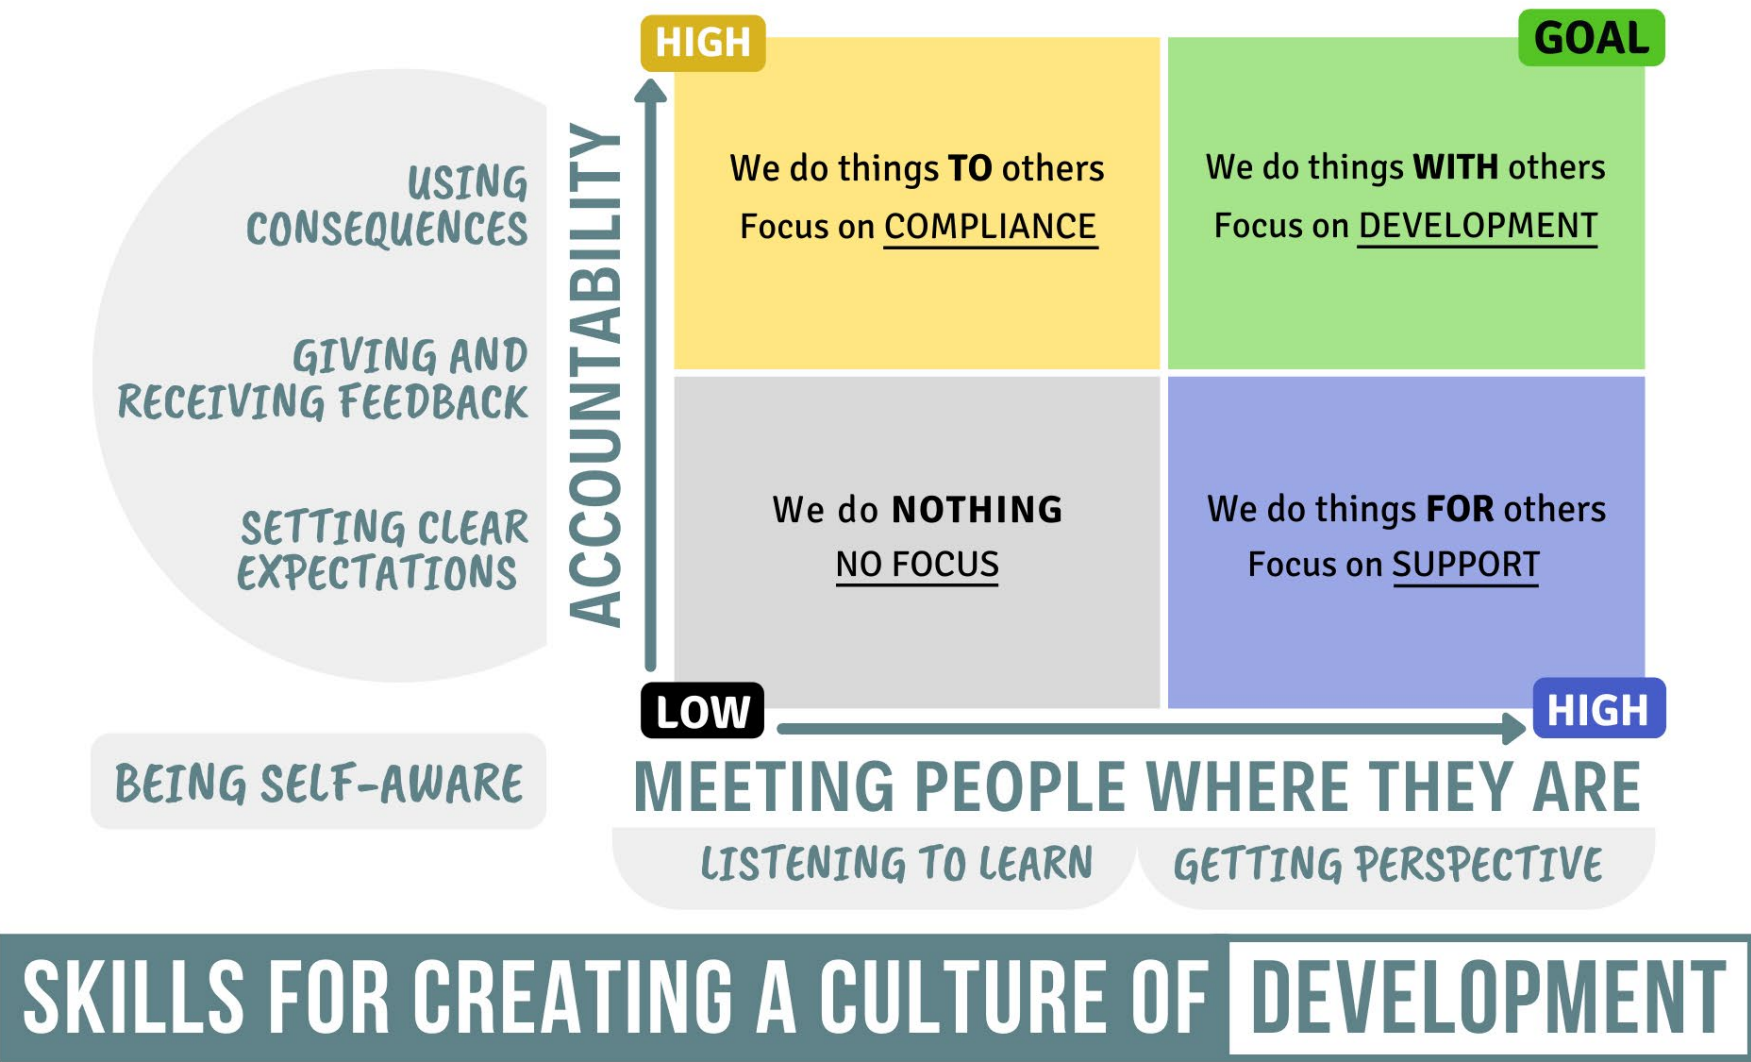 HIGH
GOAL
USING
CONSEQUENCES
GIVING AND
RECEIVING FEEDBACK
SETTING CLEAR
EXPECTATIONS
BEING SELF-AWARE
ACCOUNTABILITY
We do things TO others
Focus on COMPLIANCE
We do things WITH others
Focus on DEVELOPMENT
We do NOTHING
NO FOCUS
We do things FOR others
Focus on SUPPORT
LOW
HIGH
MEETING PEOPLE WHERE THEY ARE
LISTENING TO LEARN
GETTING PERSPECTIVE
SKILLS FOR CREATING A CULTURE OF DEVELOPMENT